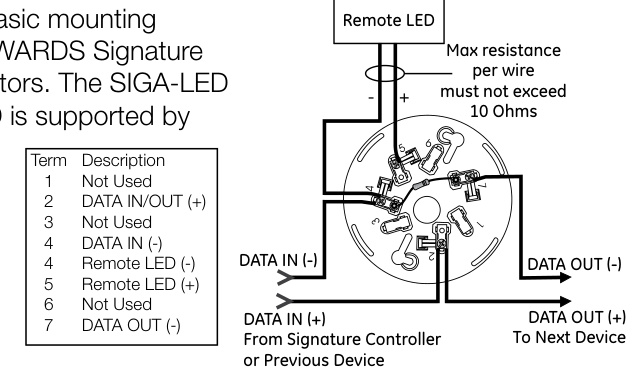 asic mounting
WARDS Signature
tors. The SIGA-LED
is supported by
Term Description
1 Not Used
2 DATA IN/OUT (+)
3 Not Used
4 DATA IN (-)
4 Remote LED (-)
5 Remote LED (+)
6 Not Used
7 DATA OUT (-)
Remote LED
Max resistance
per wire
must not exceed
10 Ohms
- +
5
6
4
7
3
1
2
DATA IN (-)
DATA OUT (-)
DATA IN (+)
From Signature Controller
or Previous Device
DATA OUT (+)
To Next Device